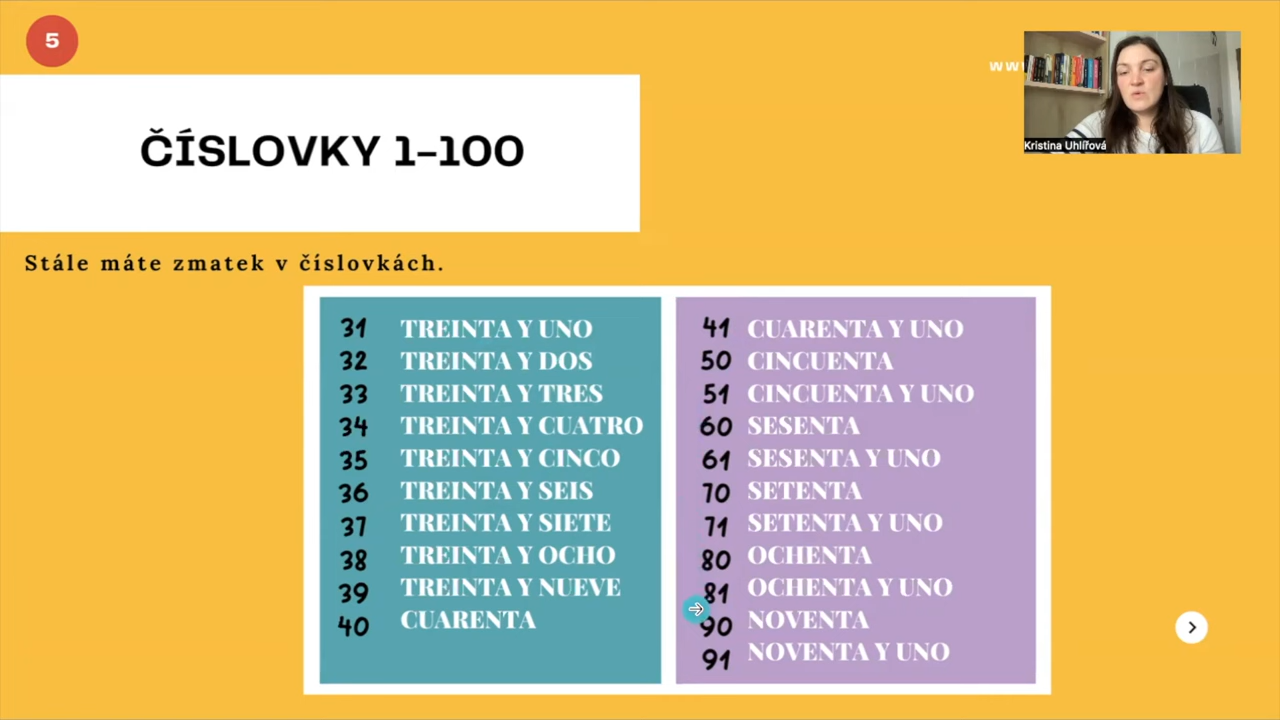 5
www
Kristina Uhlířová
ČÍSLOVKY 1-100
Stále máte zmatek v číslovkách.
31 TREINTA Y UNO
32 TREINTA Y DOS
33 TREINTA Y TRES
34 TREINTA Y CUATRO
35 TREINTA Y CINCO
36 TREINTA Y SEIS
37 TREINTA Y SIETE
38 TREINTA Y OCHO
39 TREINTA Y NUEVE
40 CUARENTA
41 CUARENTA Y UNO
50 CINCUENTA
51 CINCUENTA Y UNO
60 SESENTA
61 SESENTA Y UNO
70 SETENTA
71 SETENTA Y UNO
80 OCHENTA
81 OCHENTA Y UNO
90 NOVENTA
91 NOVENTA Y UNO